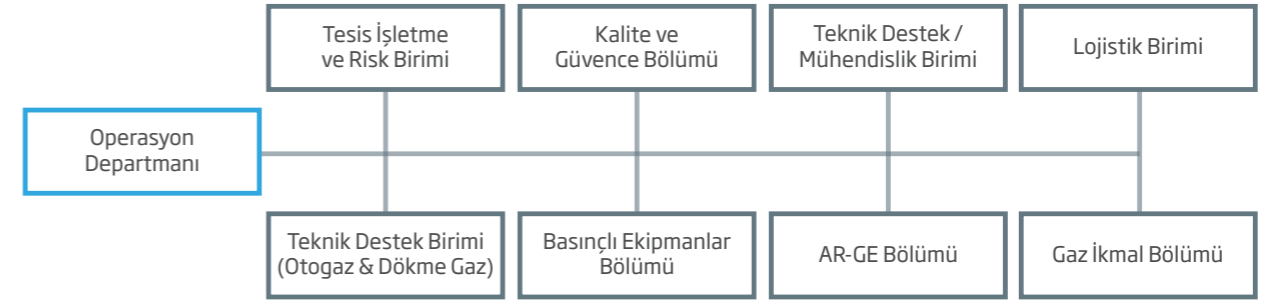 Tesis İşletme
ve Risk Birimi
Kalite ve
Güvence Bölümü
Teknik Destek /
Mühendislik Birimi
Lojistik Birimi
Operasyon
Departmanı
Teknik Destek Birimi
(Otogaz & Dökme Gaz)
Basınçlı Ekipmanlar
Bölümü
AR-GE Bölümü
Gaz İkmal Bölümü